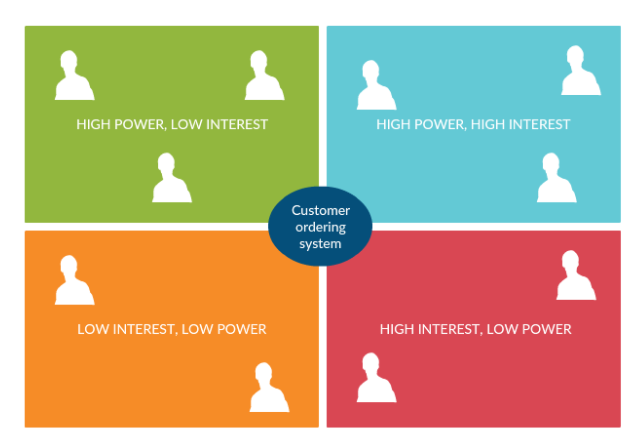 HIGH POWER, LOW INTEREST
HIGH POWER, HIGH INTEREST
Customer
ordering
system
LOW INTEREST, LOW POWER
HIGH INTEREST, LOW POWER